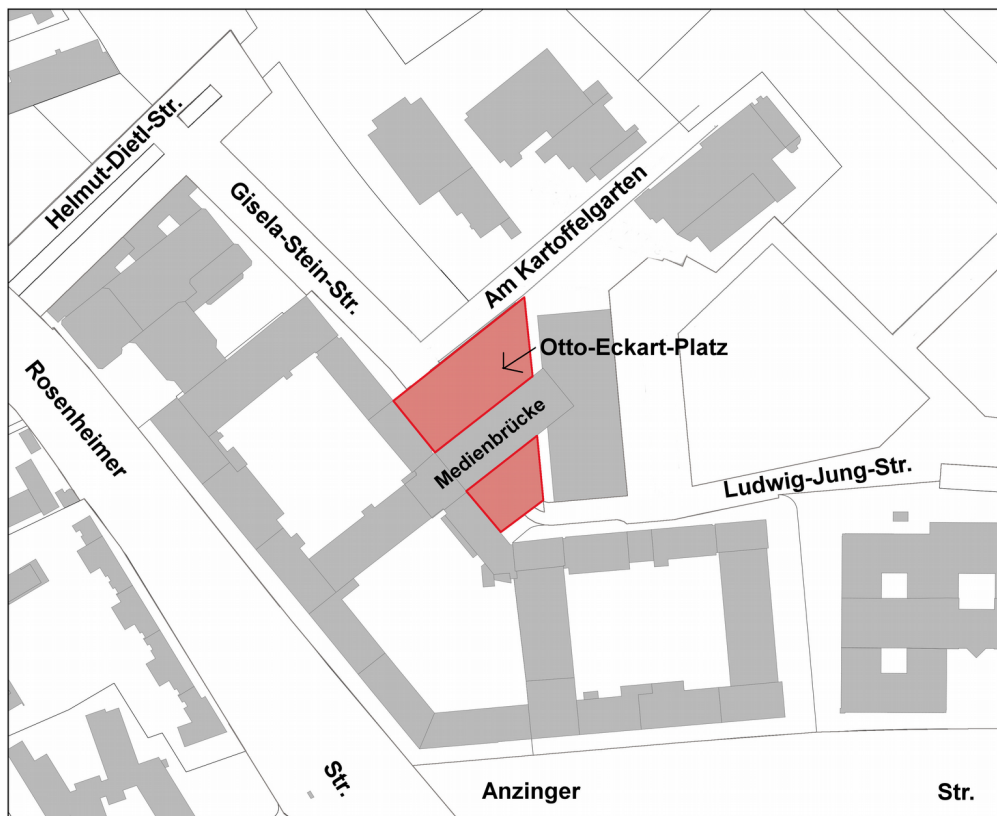 Helmut-Dietl-Str.
Gisela-Stein-Str.
Am Kartoffelgarten
Otto-Eckart-Platz
Rosenheimer
Medienbrücke
Ludwig-Jung-Str.
Str.
Anzinger
Str.